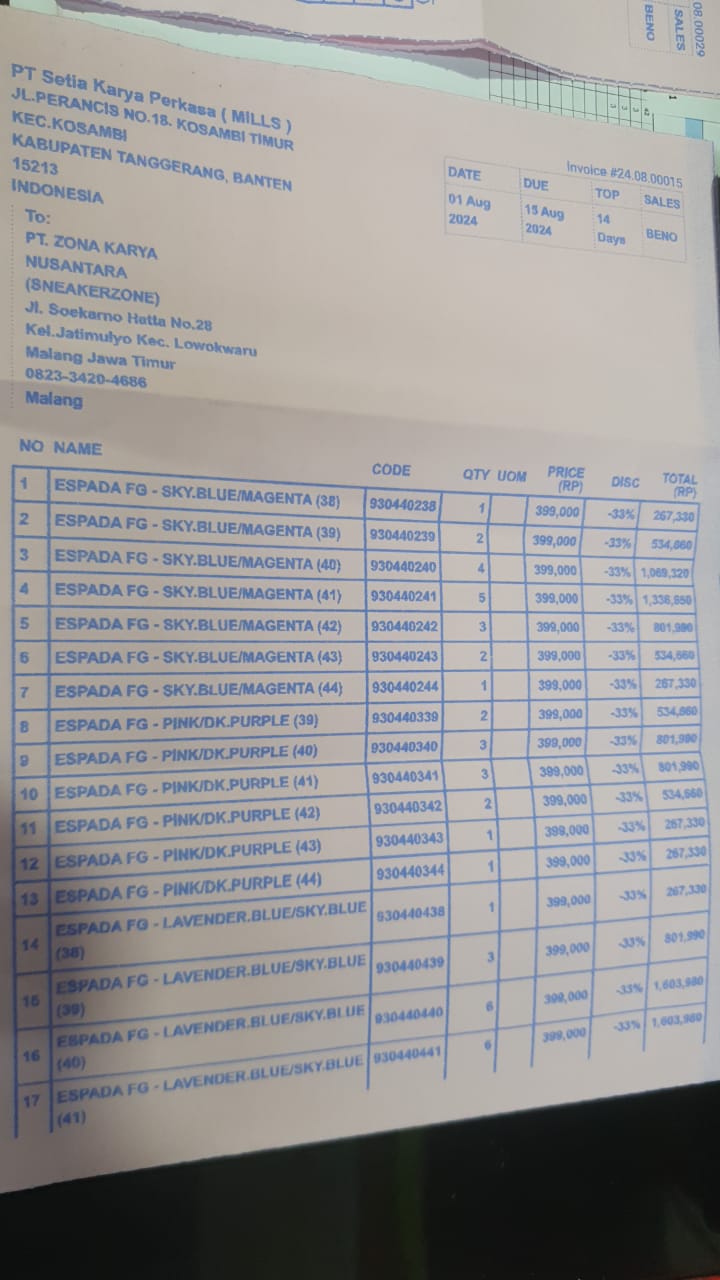 08.00029
SALES
BENO
PT Setia Karya Perkasa ( MILLS )
JL.PERANCIS NO.18. KOSAMBI TIMUR
KEC.KOSAMBI
KABUPATEN TANGGERANG, BANTEN
15213
INDONESIA
Invoice #24.08.00015
DATE DUE TOP SALES
01 Aug 2024 15 Aug 2024 14 Days BENO
To:
PT. ZONA KARYA
NUSANTARA
(SNEAKERZONE)
Jl. Soekarno Hatta No.28
Kel.Jatimulyo Kec. Lowokwaru
Malang Jawa Timur
0823-3420-4686
Malang
NO NAME CODE QTY UOM PRICE (RP) DISC TOTAL (RP)
1 ESPADA FG - SKY.BLUE/MAGENTA (38) 930440238 1 399,000 -33% 267,330
2 ESPADA FG - SKY.BLUE/MAGENTA (39) 930440239 2 399,000 -33% 534,660
3 ESPADA FG - SKY.BLUE/MAGENTA (40) 930440240 4 399,000 -33% 1,069,320
4 ESPADA FG - SKY.BLUE/MAGENTA (41) 930440241 5 399,000 -33% 1,336,650
5 ESPADA FG - SKY.BLUE/MAGENTA (42) 930440242 3 399,000 -33% 801,990
6 ESPADA FG - SKY.BLUE/MAGENTA (43) 930440243 2 399,000 -33% 534,660
7 ESPADA FG - SKY.BLUE/MAGENTA (44) 930440244 1 399,000 -33% 267,330
8 ESPADA FG - PINK/DK.PURPLE (39) 930440339 2 399,000 -33% 534,660
9 ESPADA FG - PINK/DK.PURPLE (40) 930440340 3 399,000 -33% 801,990
10 ESPADA FG - PINK/DK.PURPLE (41) 930440341 3 399,000 -33% 801,990
11 ESPADA FG - PINK/DK.PURPLE (42) 930440342 2 399,000 -33% 534,660
12 ESPADA FG - PINK/DK.PURPLE (43) 930440343 1 399,000 -33% 267,330
13 ESPADA FG - PINK/DK.PURPLE (44) 930440344 1 399,000 -33% 267,330
14 ESPADA FG - LAVENDER.BLUE/SKY.BLUE 930440438 1 399,000 -33% 267,330
(38)
15 ESPADA FG - LAVENDER.BLUE/SKY.BLUE 930440439 3 399,000 -33% 801,990
(39)
16 ESPADA FG - LAVENDER.BLUE/SKY.BLUE 930440440 6 399,000 -33% 1,603,980
(40)
17 ESPADA FG - LAVENDER.BLUE/SKY.BLUE 930440441 6 399,000 -33% 1,603,980
(41)